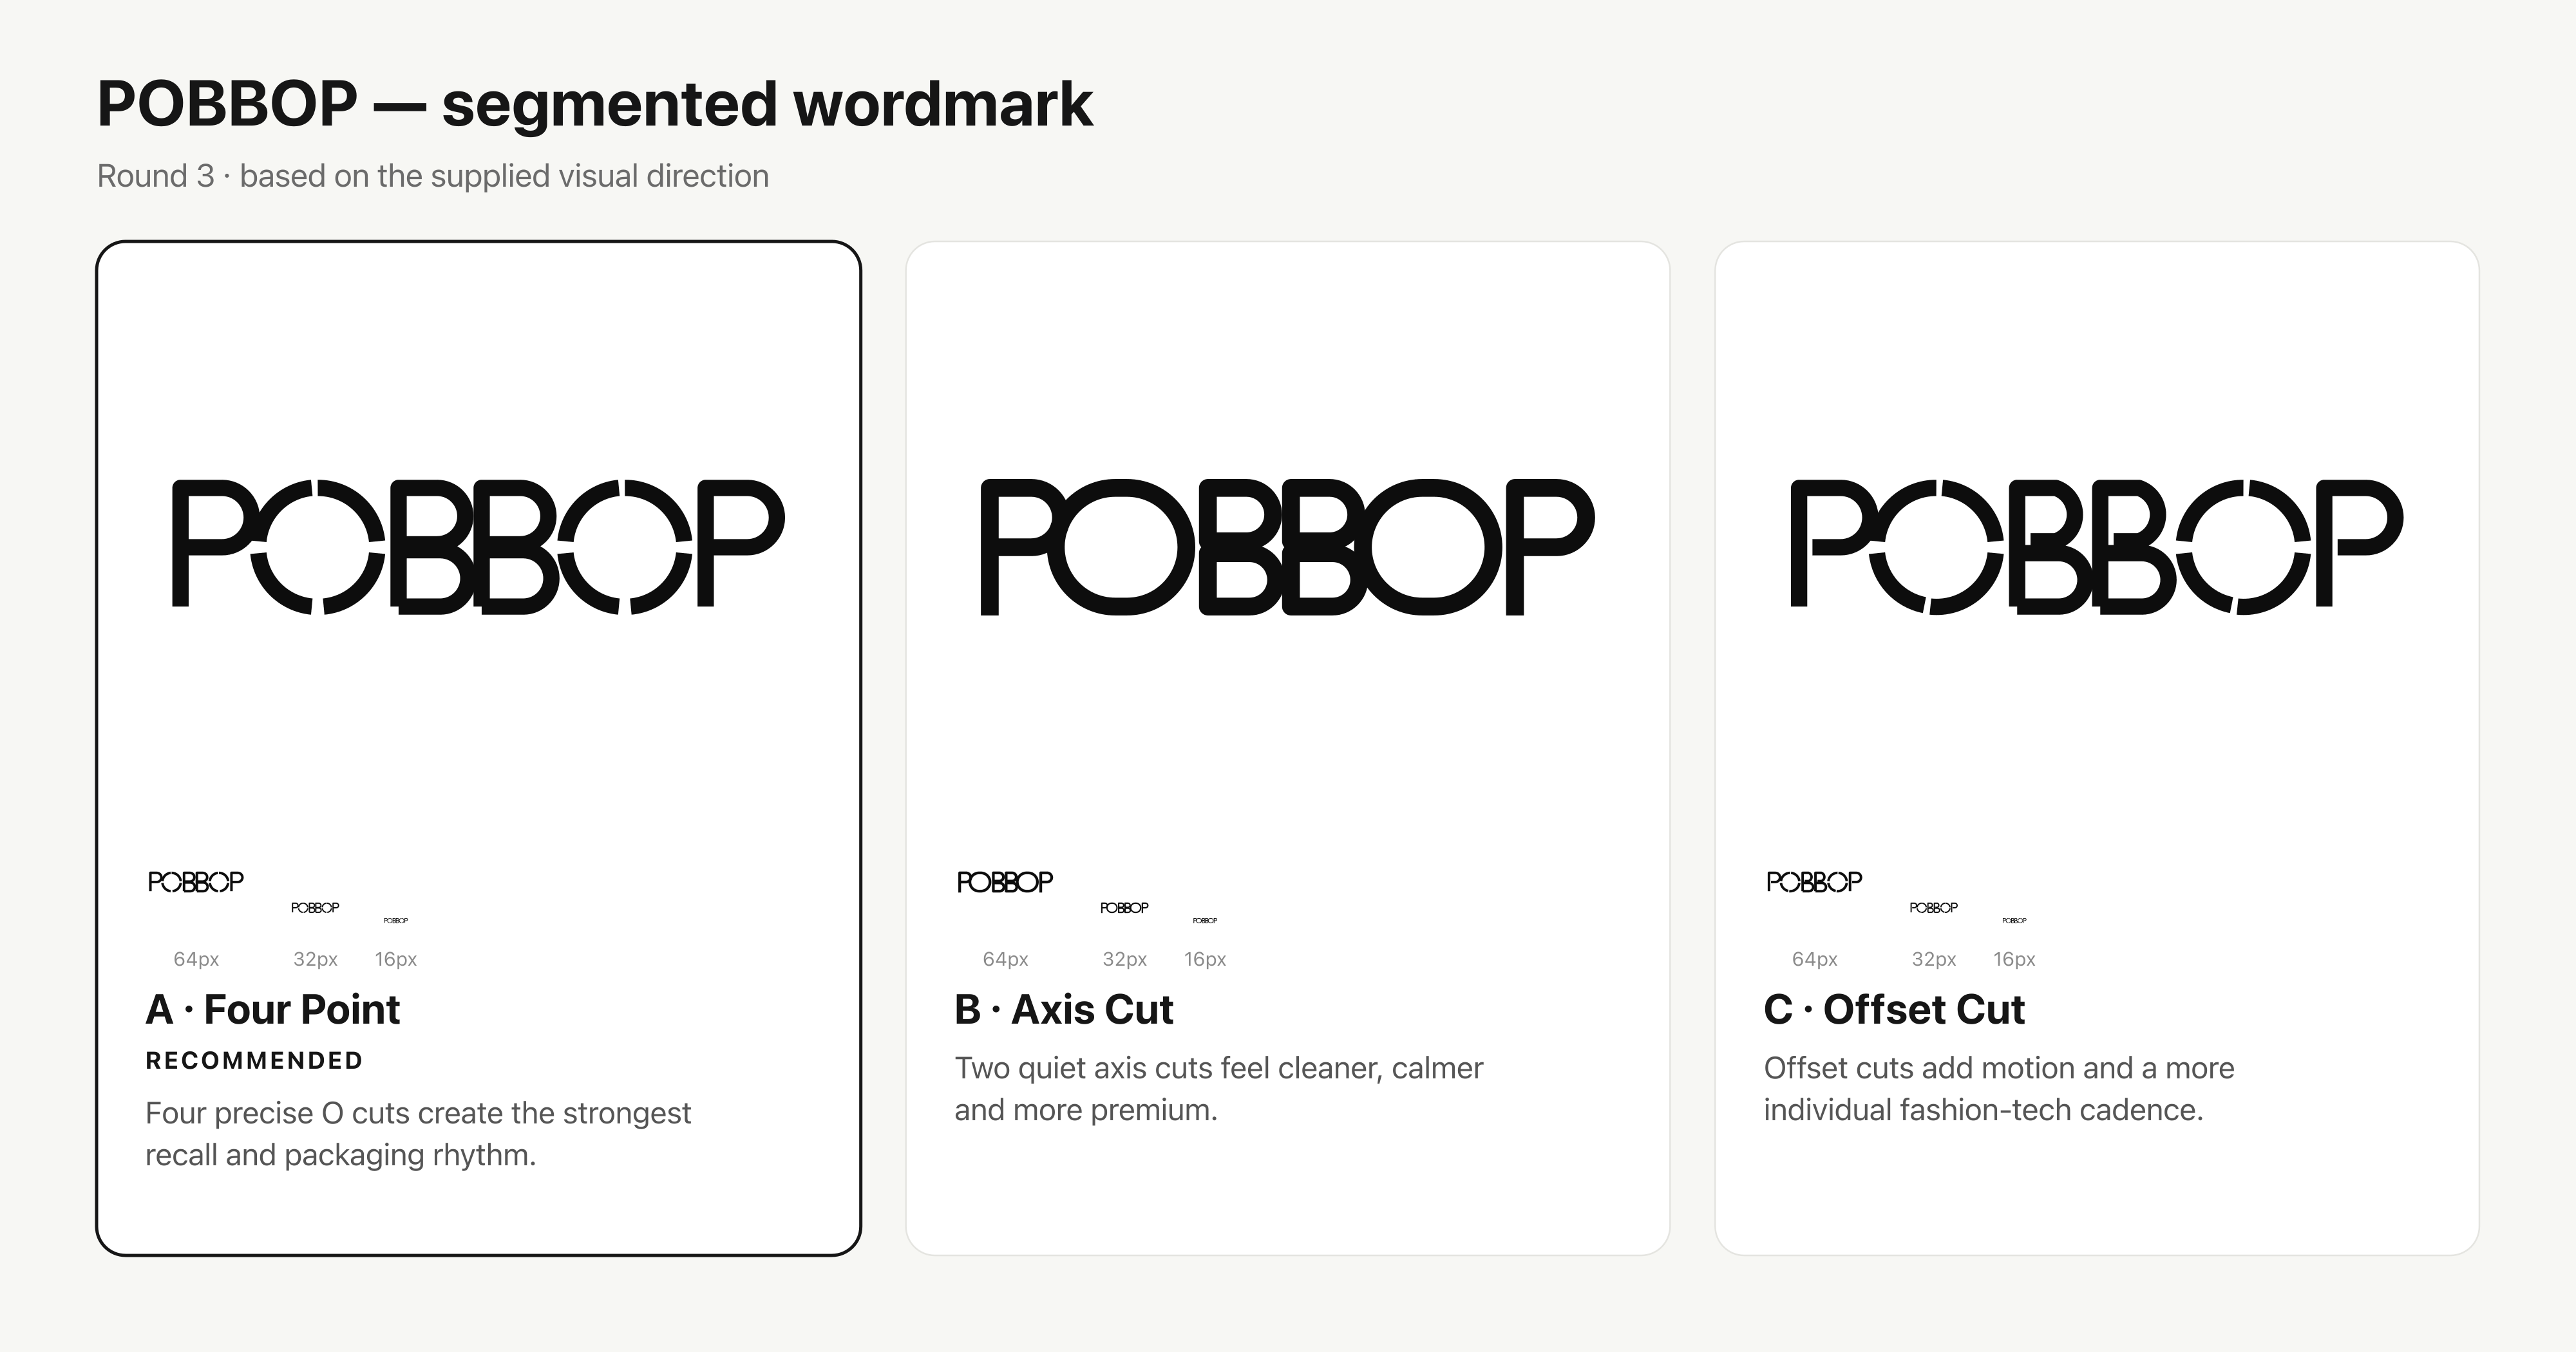 POBBOP — segmented wordmark
Round 3 · based on the supplied visual direction
POBBOP
POBBOP
POBBOP
POBBOP
64px
32px
16px
A · Four Point
RECOMMENDED
Four precise O cuts create the strongest
recall and packaging rhythm.
POBBOP
POBBOP
POBBOP
POBBOP
64px
32px
16px
B · Axis Cut
Two quiet axis cuts feel cleaner, calmer
and more premium.
POBBOP
POBBOP
POBBOP
POBBOP
64px
32px
16px
C · Offset Cut
Offset cuts add motion and a more
individual fashion-tech cadence.